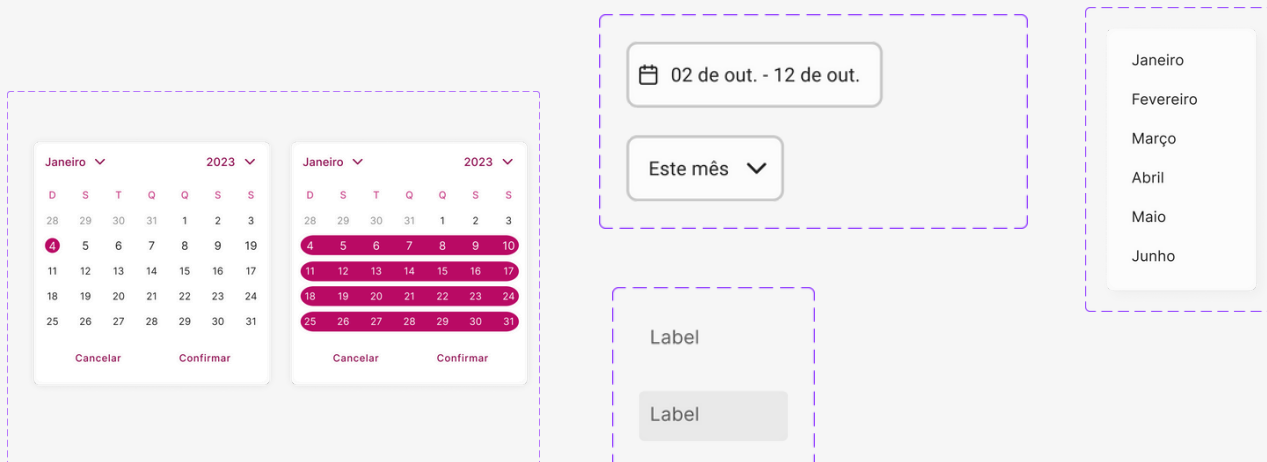 Janeiro 2023
D S T Q Q S S
28 29 30 31 1 2 3
4 5 6 7 8 9 19
11 12 13 14 15 16 17
18 19 20 21 22 23 24
25 26 27 28 29 30 31
Cancelar Confirmar
Janeiro 2023
D S T Q Q S S
28 29 30 31 1 2 3
4 5 6 7 8 9 10
11 12 13 14 15 16 17
18 19 20 21 22 23 24
25 26 27 28 29 30 31
Cancelar Confirmar
02 de out. - 12 de out.
Este mês
Label
Label
Janeiro
Fevereiro
Março
Abril
Maio
Junho